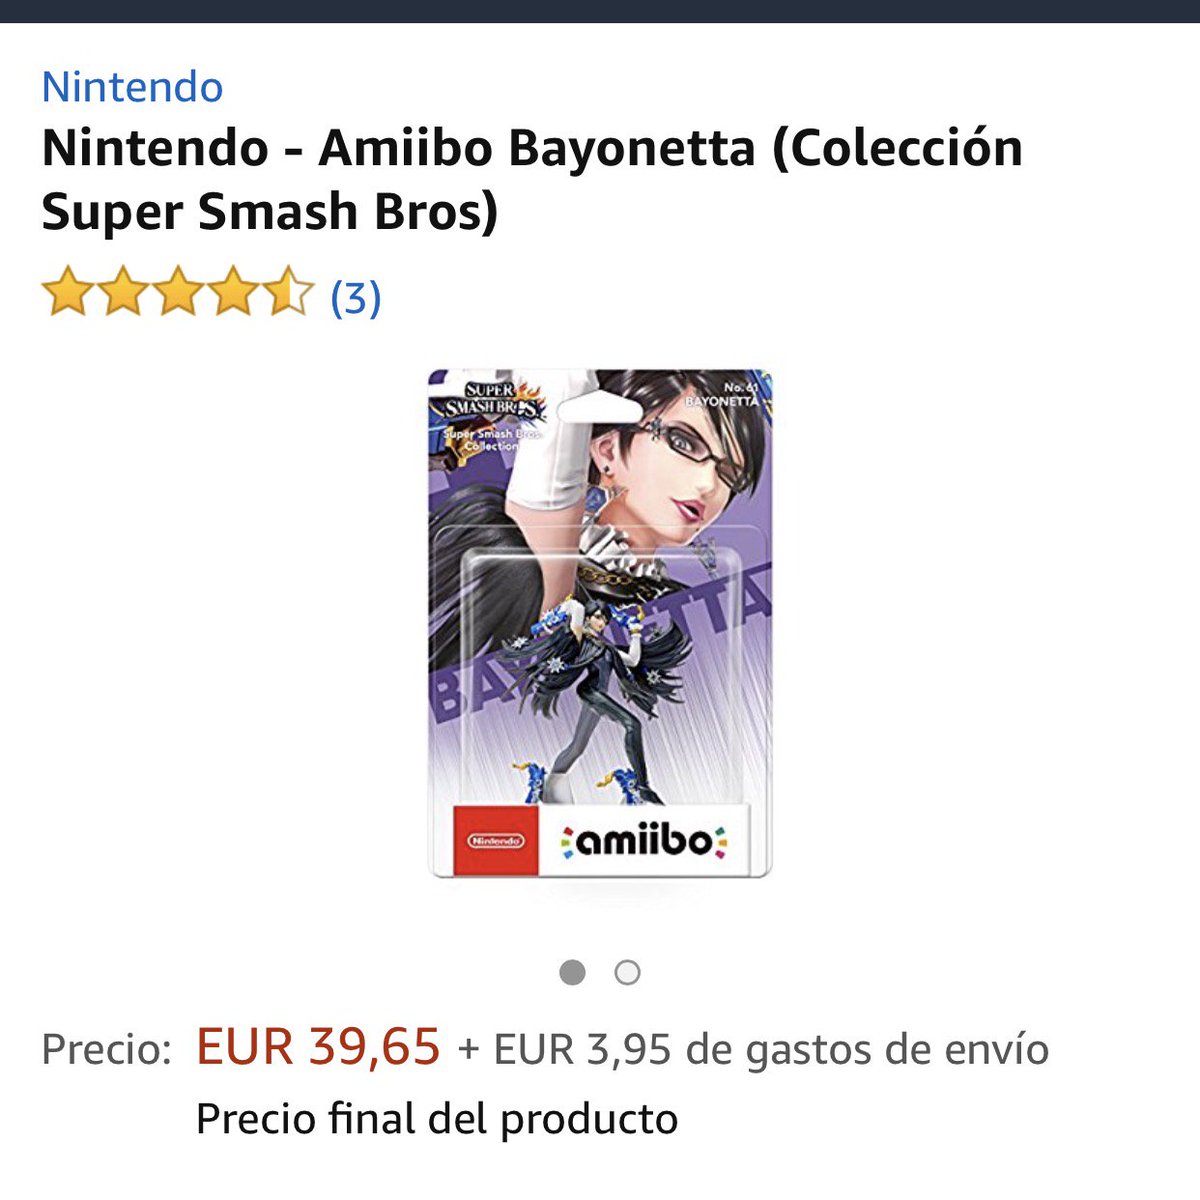 Nintendo
Nintendo - Amiibo Bayonetta (Colección
Super Smash Bros)
(3)
SUPER
SMASH BROS.
Super Smash Bros.
Collection
No. 61
BAYONETTA
BAYONETTA
Nintendo
amiibo
Precio: EUR 39,65 + EUR 3,95 de gastos de envío
Precio final del producto